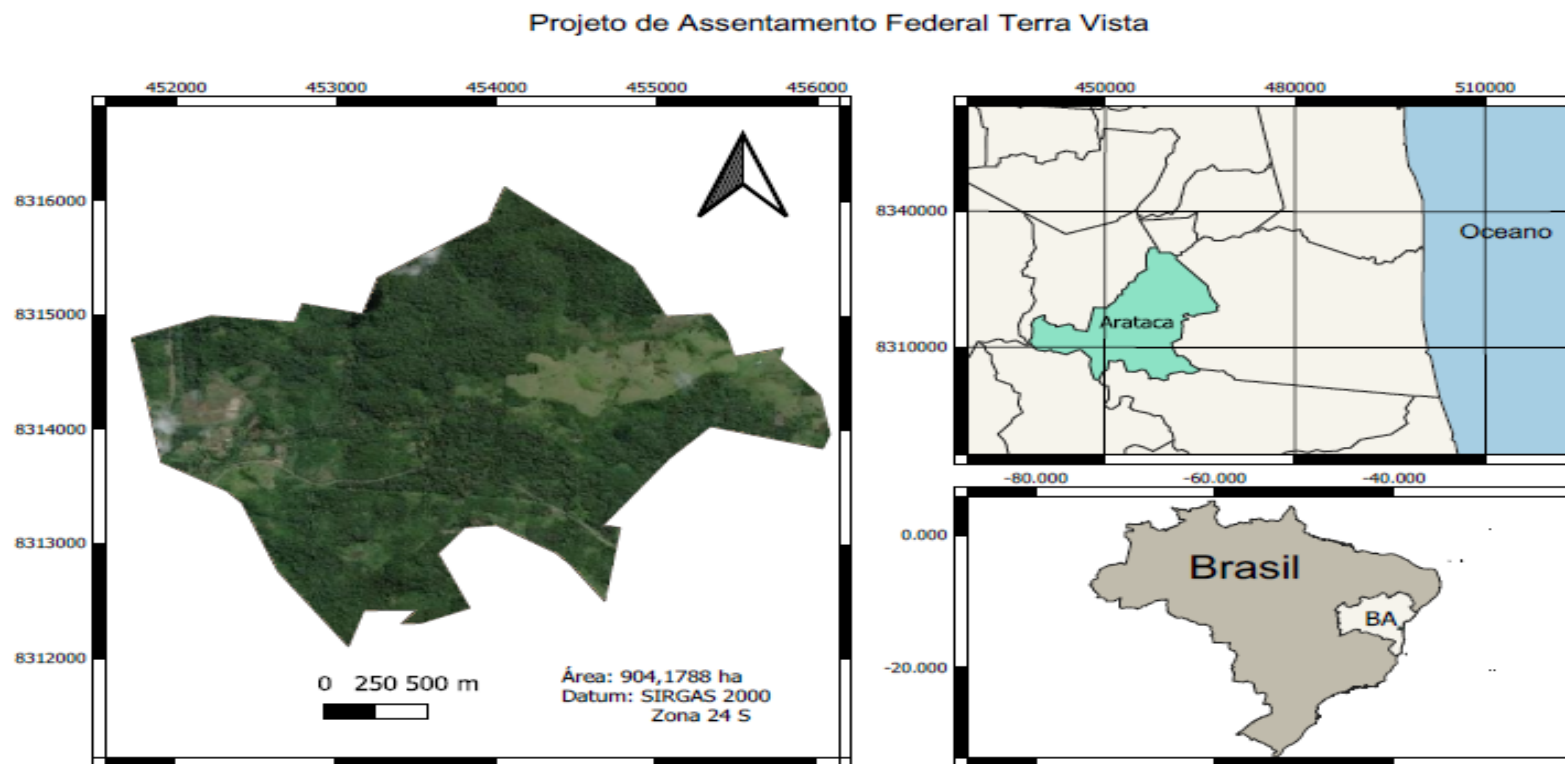 Projeto de Assentamento Federal Terra Vista
452000 453000 454000 455000 456000
8316000
8315000
8314000
8313000
8312000
0 250 500 m
Área: 904,1788 ha
Datum: SIRGAS 2000
Zona 24 S
450000 480000 510000
8340000
8310000
Oceano
Arataca
-80.000 -60.000 -40.000
0.000
-20.000
Brasil
BA